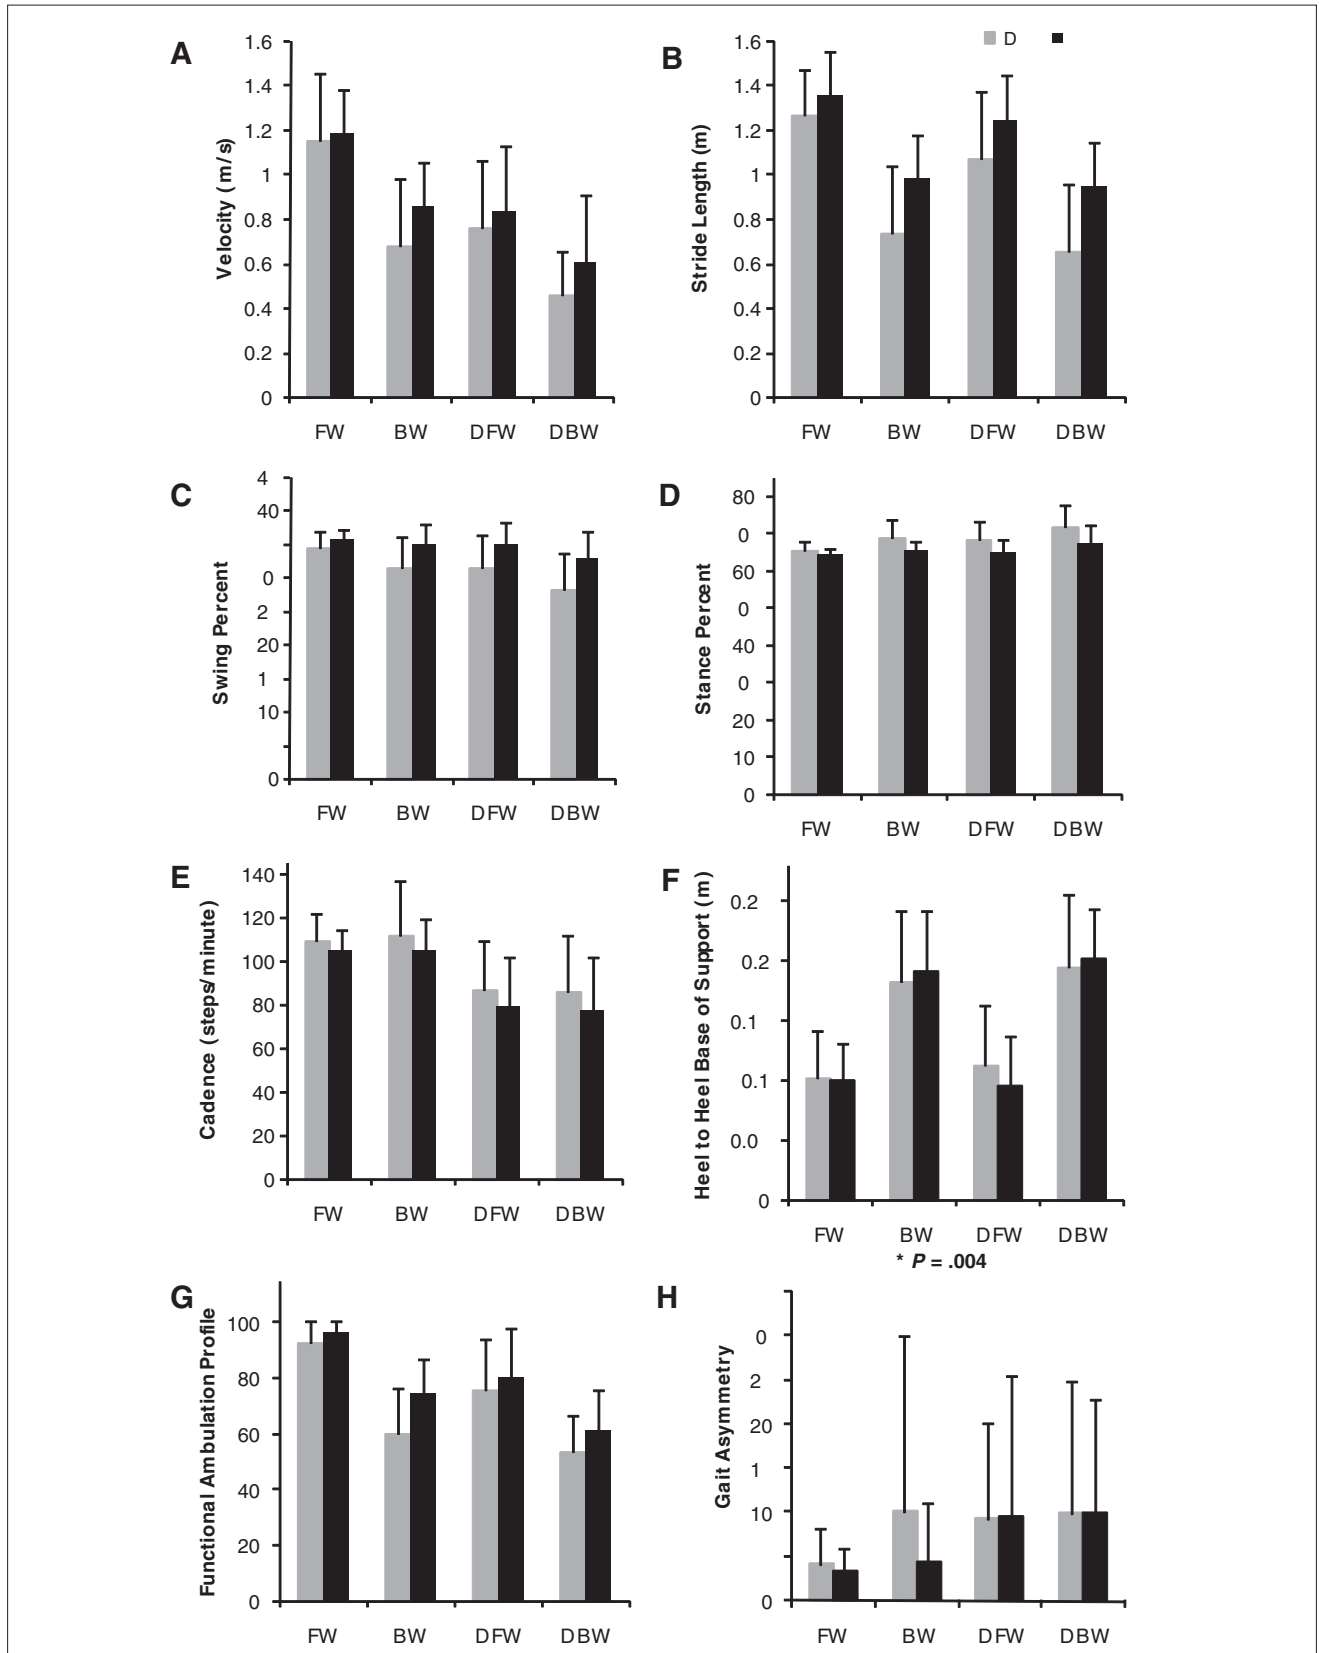 A
Velocity (m/s)
1.6
1.4
1.2
1
0.8
0.6
0.4
0.2
0
FW BW DFW DBW
B
D
Stride Length (m)
1.6
1.4
1.2
1
0.8
0.6
0.4
0.2
0
FW BW DFW DBW
C
Swing Percent
4
40
0
2
20
1
10
0
FW BW DFW DBW
D
Stance Percent
80
0
60
0
40
0
20
10
0
FW BW DFW DBW
E
Cadence (steps/minute)
140
120
100
80
60
40
20
0
FW BW DFW DBW
F
Heel to Heel Base of Support (m)
0.2
0.2
0.1
0.1
0.0
0
FW BW DFW DBW
* P = .004
G
Functional Ambulation Profile
100
80
60
40
20
0
FW BW DFW DBW
H
Gait Asymmetry
0
2
20
1
10
0
FW BW DFW DBW